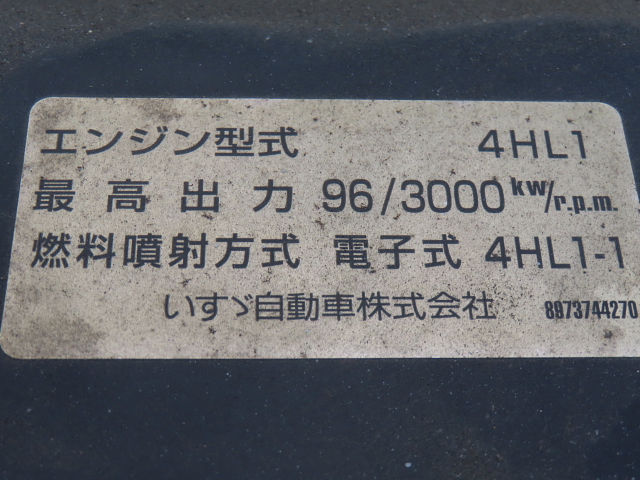 エンジン型式 4HL1
最高出力 96/3000 kw/r.p.m.
燃料噴射方式 電子式 4HL1-1
いすゞ自動車株式会社 8973744270